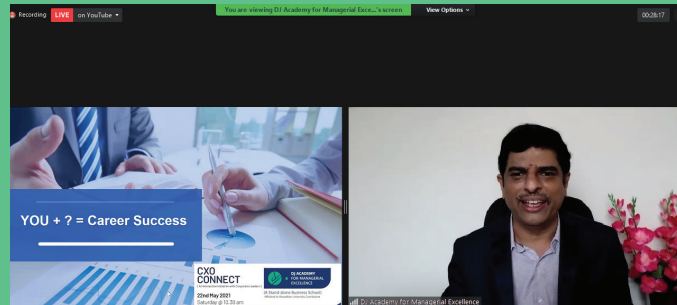 Recording LIVE on YouTube
You are viewing DJ Academy for Managerial Exce...'s screen
View Options
00:28:17
YOU + ? = Career Success
CXO
CONNECT
22nd May 2021
Saturday @ 10.30 am
DJ ACADEMY
FOR MANAGERIAL
EXCELLENCE
DJ Academy for Managerial Excellence